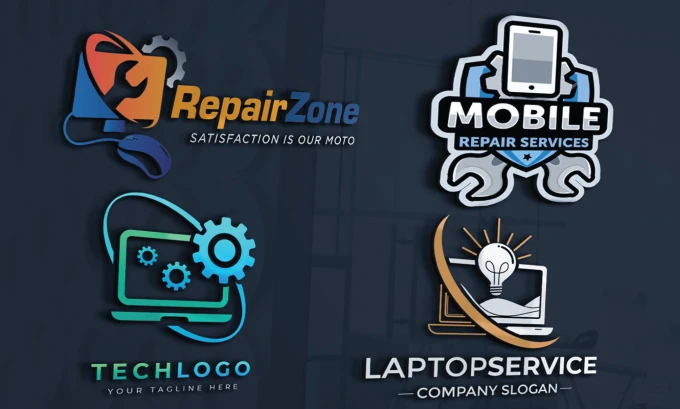 RepairZone
SATISFACTION IS OUR MOTO
MOBILE
REPAIR SERVICES
TECHLOGO
YOUR TAGLINE HERE
LAPTOPSERVICE
COMPANY SLOGAN